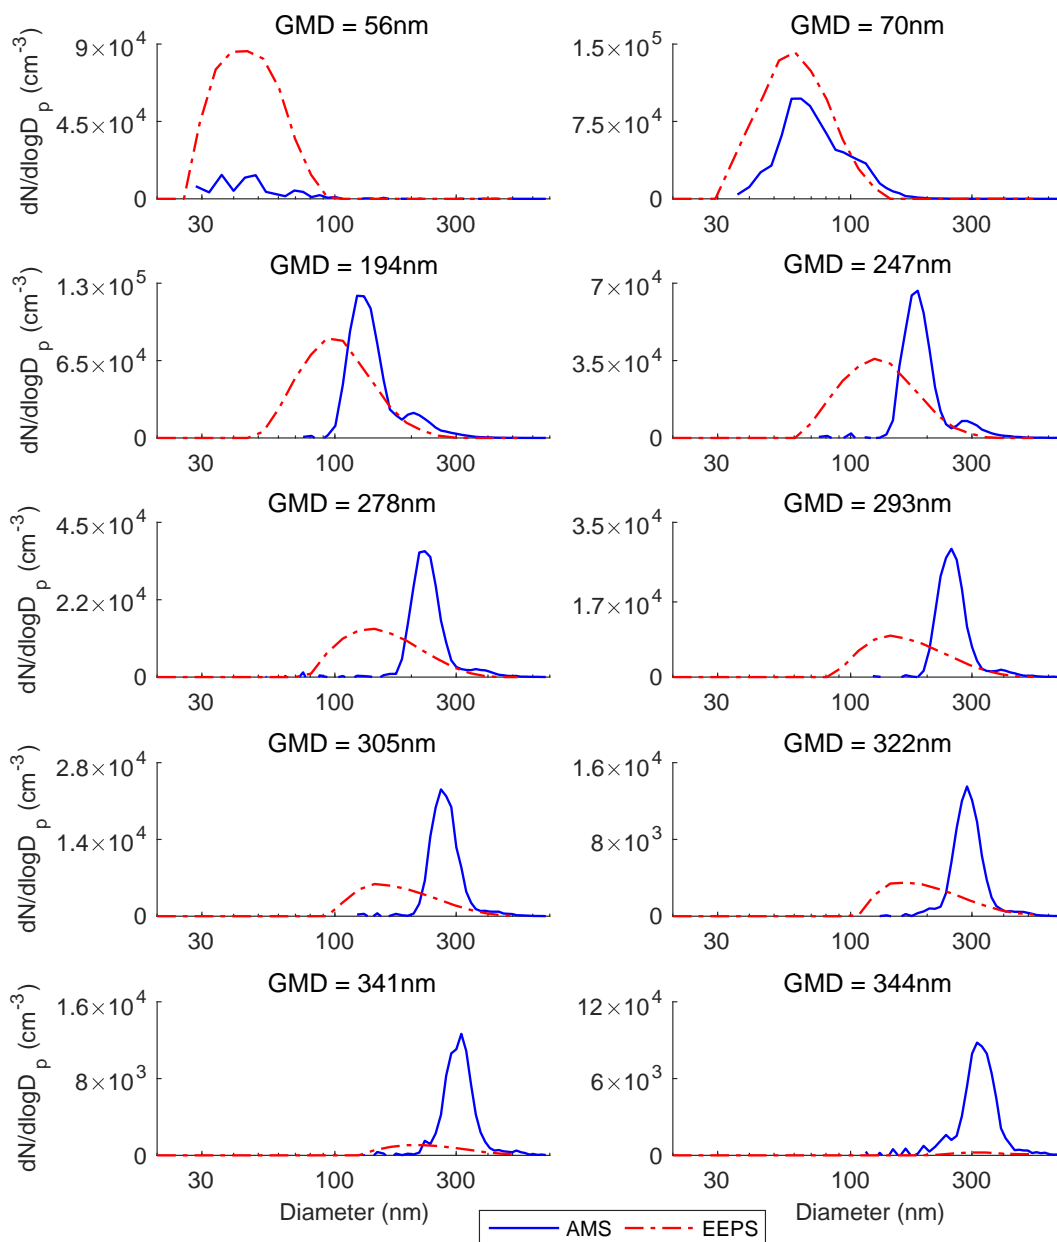 GMD = 56nm
dN/dlogD_p (cm^-3)
9×10^4
4.5×10^4
0
30 100 300
GMD = 70nm
1.5×10^5
7.5×10^4
0
30 100 300
GMD = 194nm
dN/dlogD_p (cm^-3)
1.3×10^5
6.5×10^4
0
30 100 300
GMD = 247nm
7×10^4
3.5×10^4
0
30 100 300
GMD = 278nm
dN/dlogD_p (cm^-3)
4.5×10^4
2.2×10^4
0
30 100 300
GMD = 293nm
3.5×10^4
1.7×10^4
0
30 100 300
GMD = 305nm
dN/dlogD_p (cm^-3)
2.8×10^4
1.4×10^4
0
30 100 300
GMD = 322nm
1.6×10^4
8×10^3
0
30 100 300
GMD = 341nm
dN/dlogD_p (cm^-3)
1.6×10^4
8×10^3
0
30 100 300
Diameter (nm)
GMD = 344nm
12×10^4
6×10^3
0
30 100 300
Diameter (nm)
AMS EEPS